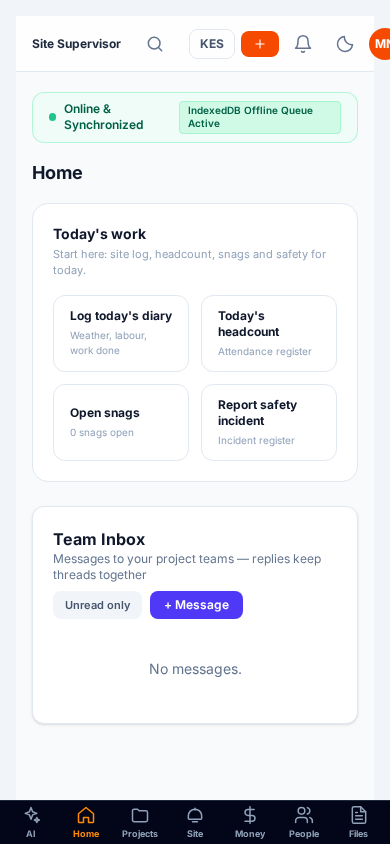 Site Supervisor
KES
+
MN
Online &
Synchronized
IndexedDB Offline Queue
Active
Home
Today's work
Start here: site log, headcount, snags and safety for
today.
Log today's diary
Weather, labour,
work done
Today's
headcount
Attendance register
Open snags
0 snags open
Report safety
incident
Incident register
Team Inbox
Messages to your project teams — replies keep
threads together
Unread only
+ Message
No messages.
AI
Home
Projects
Site
Money
People
Files